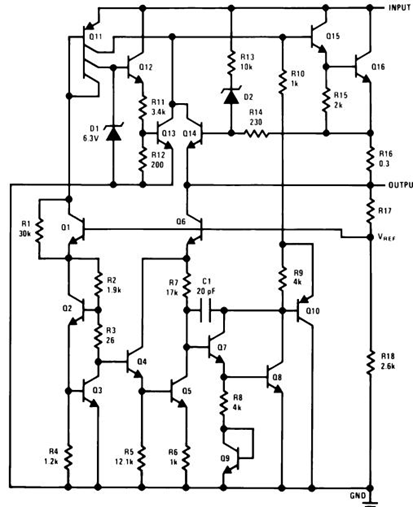 INPUT
Q11
Q12
Q15
Q16
R13
10k
R10
1k
D2
R11
3.4k
R15
2k
D1
6.3V
Q13
Q14
R14
230
R12
200
R16
0.3
OUTPUT
R17
R1
30k
Q1
Q6
VREF
R2
1.9k
R7
17k
C1
20 pF
R9
4k
Q10
Q2
R3
26
Q4
Q7
R18
2.6k
Q3
Q5
Q8
R8
4k
R4
1.2k
R5
12.1k
R6
1k
Q9
GND